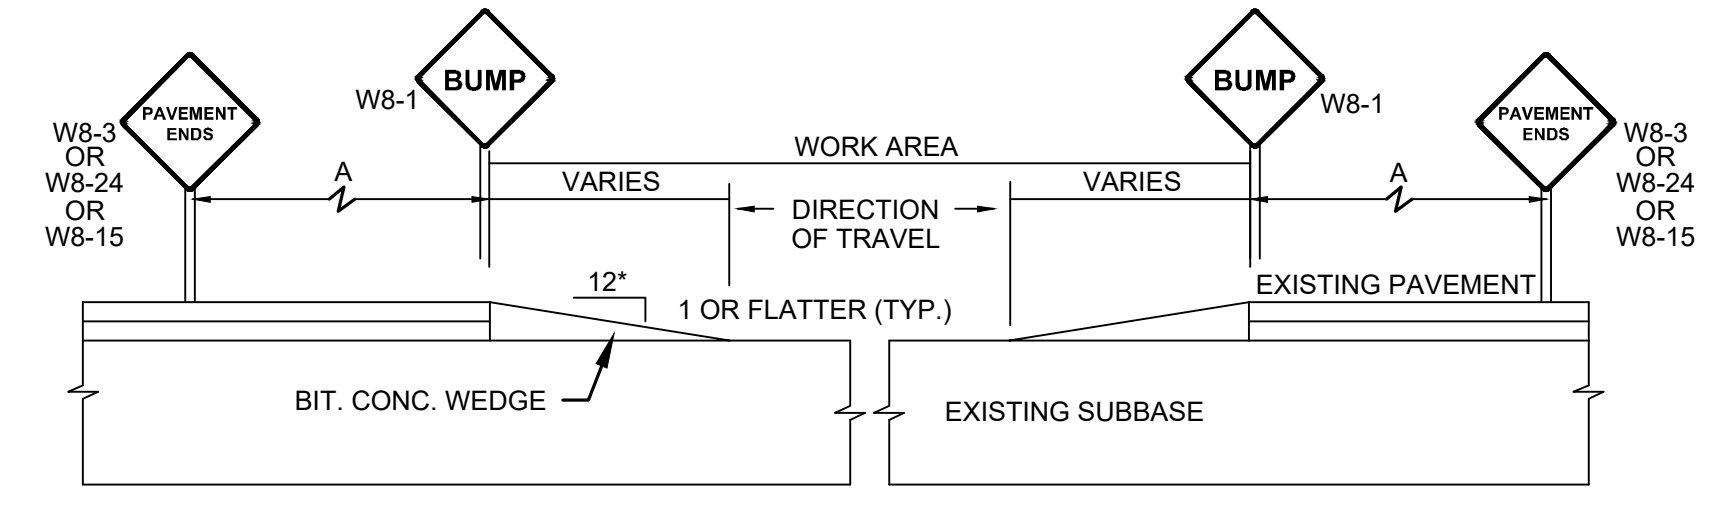 BUMP
BUMP
W8-1
W8-1
PAVEMENT
ENDS
PAVEMENT
ENDS
W8-3
OR
W8-24
OR
W8-15
W8-3
OR
W8-24
OR
W8-15
WORK AREA
A
VARIES
VARIES
A
DIRECTION
OF TRAVEL
12*
1 OR FLATTER (TYP.)
EXISTING PAVEMENT
BIT. CONC. WEDGE
EXISTING SUBBASE